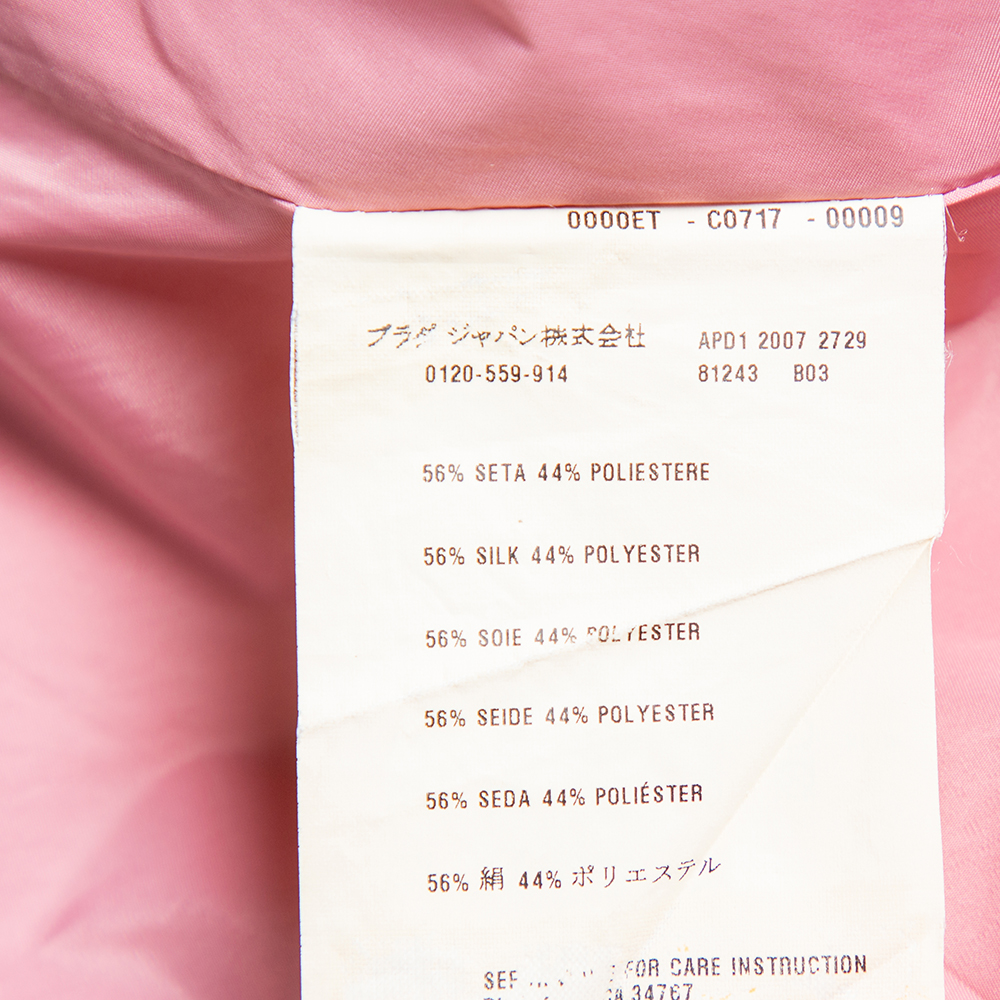 0000ET - C0717 - 00009
プラダ ジャパン株式会社 APD1 2007 2729
0120-559-914 81243 B03
56% SETA 44% POLIESTERE
56% SILK 44% POLYESTER
56% SOIE 44% POLYESTER
56% SEIDE 44% POLYESTER
56% SEDA 44% POLIÉSTER
56% 絹 44% ポリエステル
FOR CARE INSTRUCTION
34767